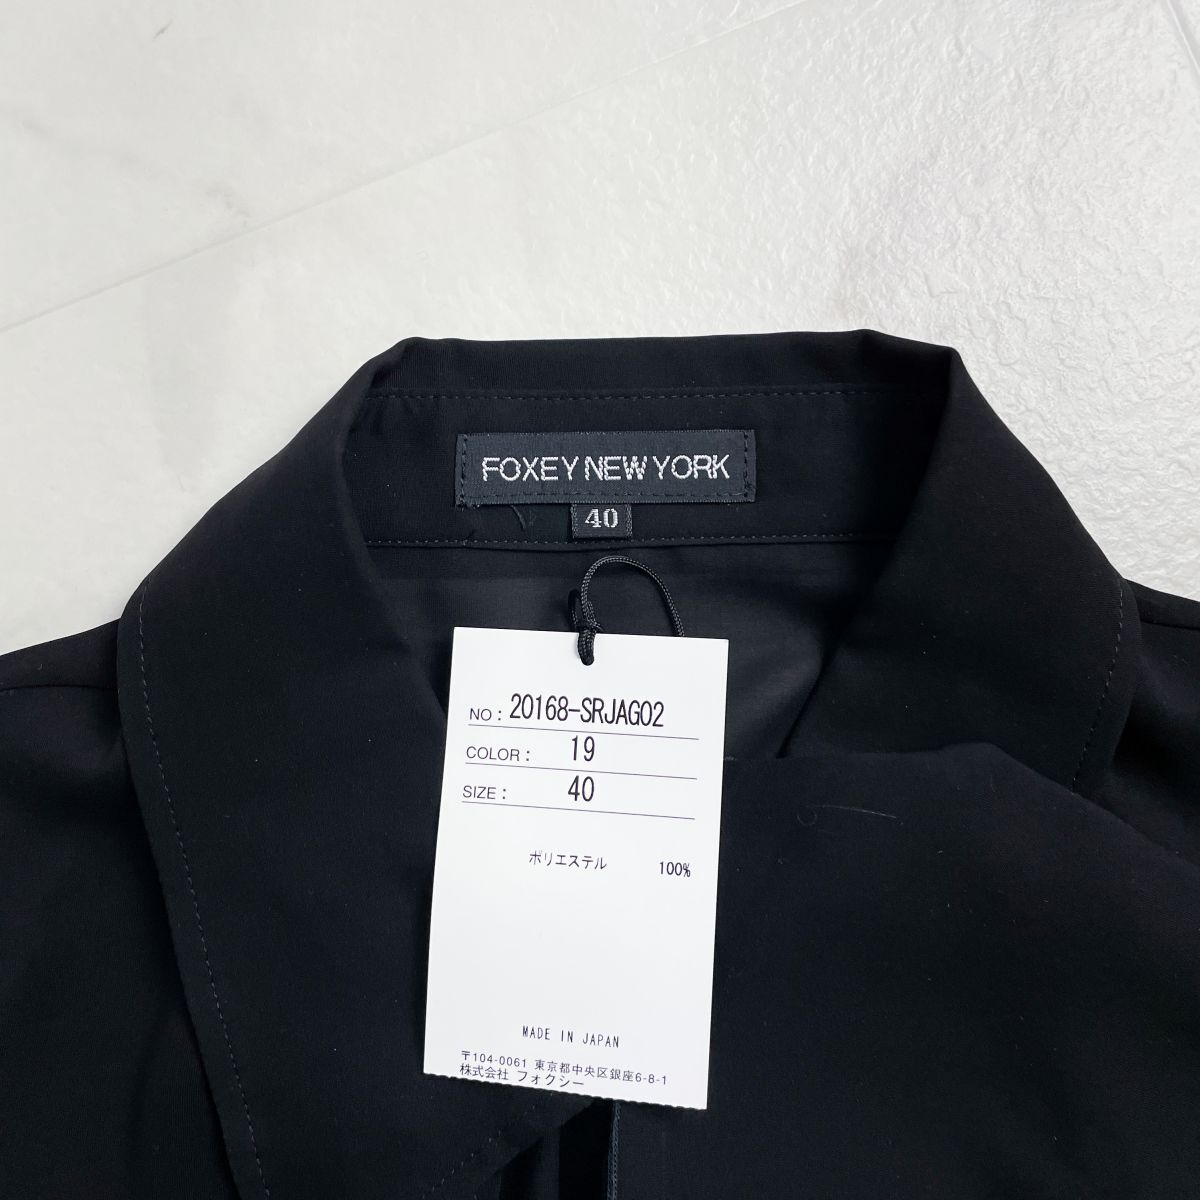 FOXEY NEW YORK
40
NO : 20168-SRJAG02
COLOR : 19
SIZE : 40
ポリエステル 100%
MADE IN JAPAN
〒104-0061 東京都中央区銀座6-8-1
株式会社 フォクシー